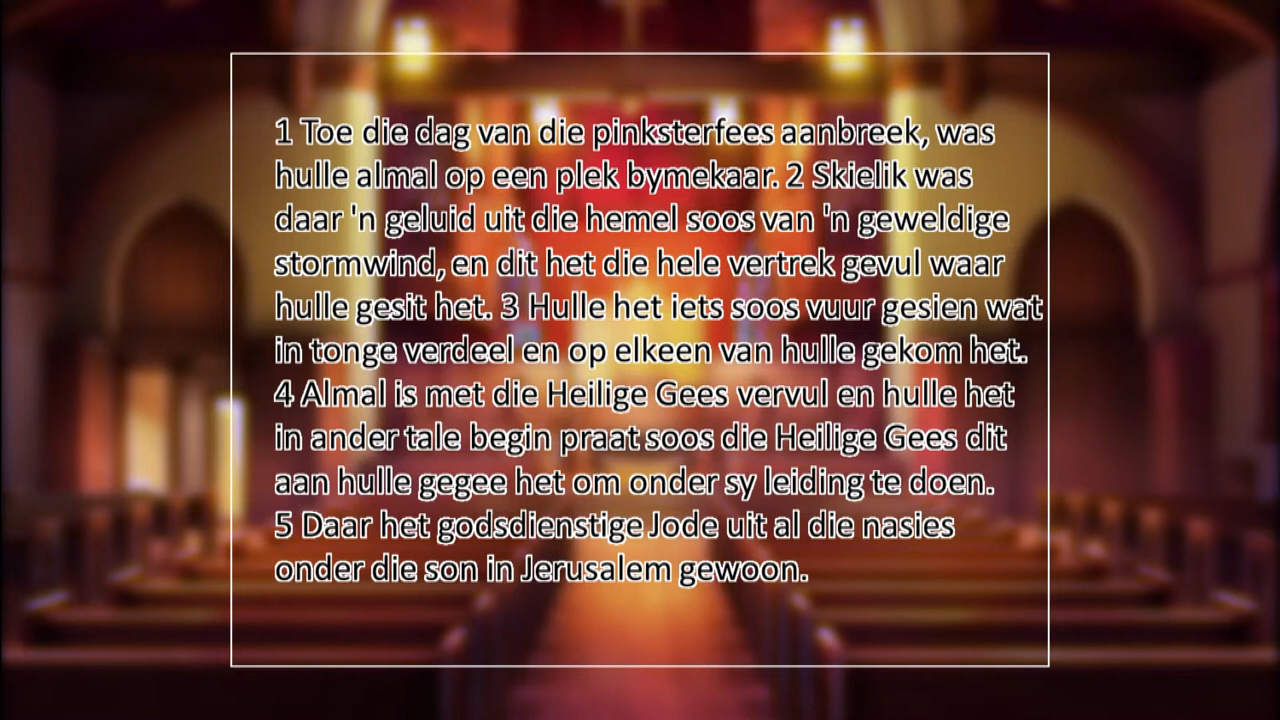 1 Toe die dag van die pinksterfees aanbreek, was
hulle almal op een plek bymekaar. 2 Skielik was
daar 'n geluid uit die hemel soos van 'n geweldige
stormwind, en dit het die hele vertrek gevul waar
hulle gesit het. 3 Hulle het iets soos vuur gesien wat
in tonge verdeel en op elkeen van hulle gekom het.
4 Almal is met die Heilige Gees vervul en hulle het
in ander tale begin praat soos die Heilige Gees dit
aan hulle gegee het om onder sy leiding te doen.
5 Daar het godsdienstige Jode uit al die nasies
onder die son in Jerusalem gewoon.